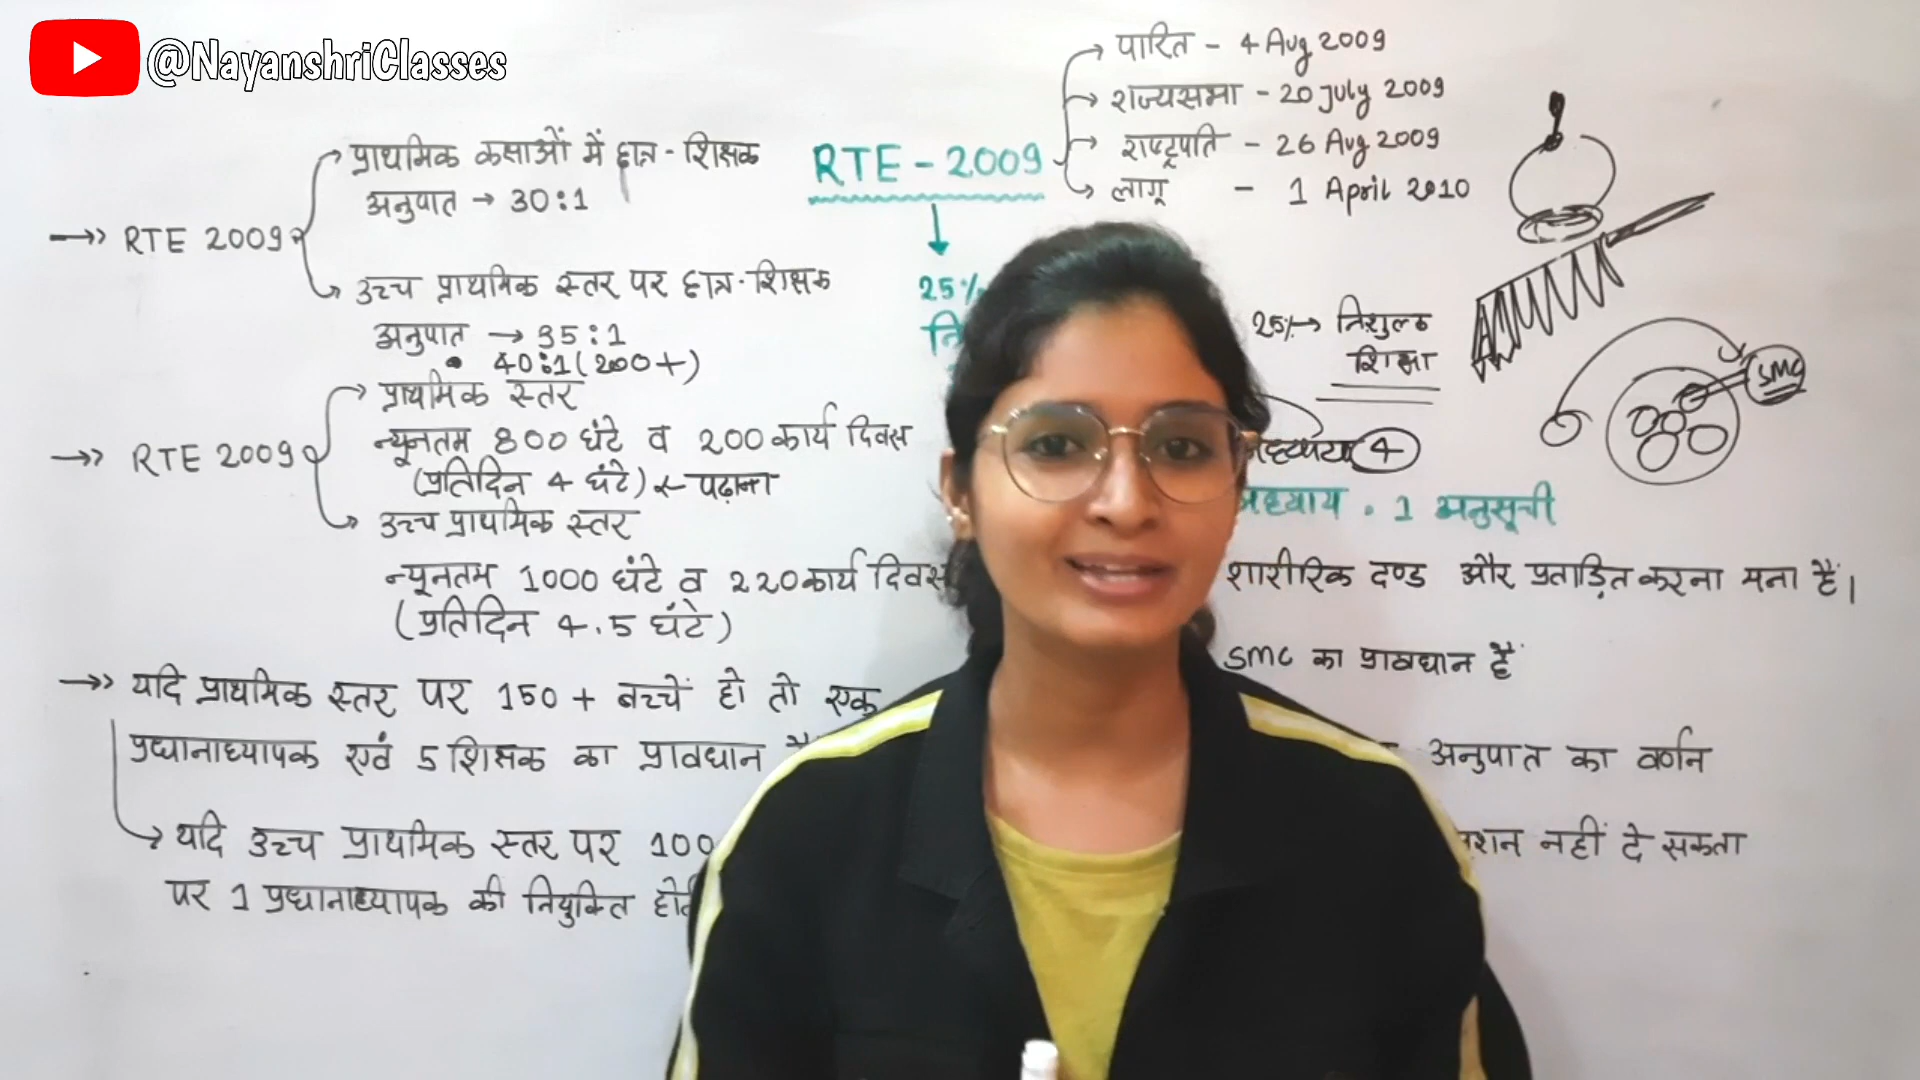 @NayanshriClasses
RTE - 2009
पारित - 4 Aug 2009
राज्यसभा - 20 July 2009
राष्ट्रपति - 26 Aug 2009
लागू - 1 April 2010
→ RTE 2009
प्राथमिक कक्षाओं में छात्र - शिक्षक
अनुपात → 30:1
उच्च प्राथमिक स्तर पर छात्र - शिक्षक
अनुपात → 35:1
40:1 (200+)
→ RTE 2009
प्राथमिक स्तर
न्यूनतम 800 घंटे व 200 कार्य दिवस
(प्रतिदिन 4 घंटे) ← पढ़ाना
उच्च प्राथमिक स्तर
न्यूनतम 1000 घंटे व 220 कार्य दिवस
(प्रतिदिन 4.5 घंटे)
→ यदि प्राथमिक स्तर पर 150 + बच्चें हो तो एक
प्रधानाध्यापक एवं 5 शिक्षक का प्रावधान
→ यदि उच्च प्राथमिक स्तर पर 100
पर 1 प्रधानाध्यापक की नियुक्ति
25%
25% → निशुल्क
शिक्षा
SMC
4
अध्याय . 1 अनुसूची
शारीरिक दण्ड और प्रताड़ित करना मना है।
SMC का प्रावधान है
अनुपात का वर्णन
नहीं दे सकता